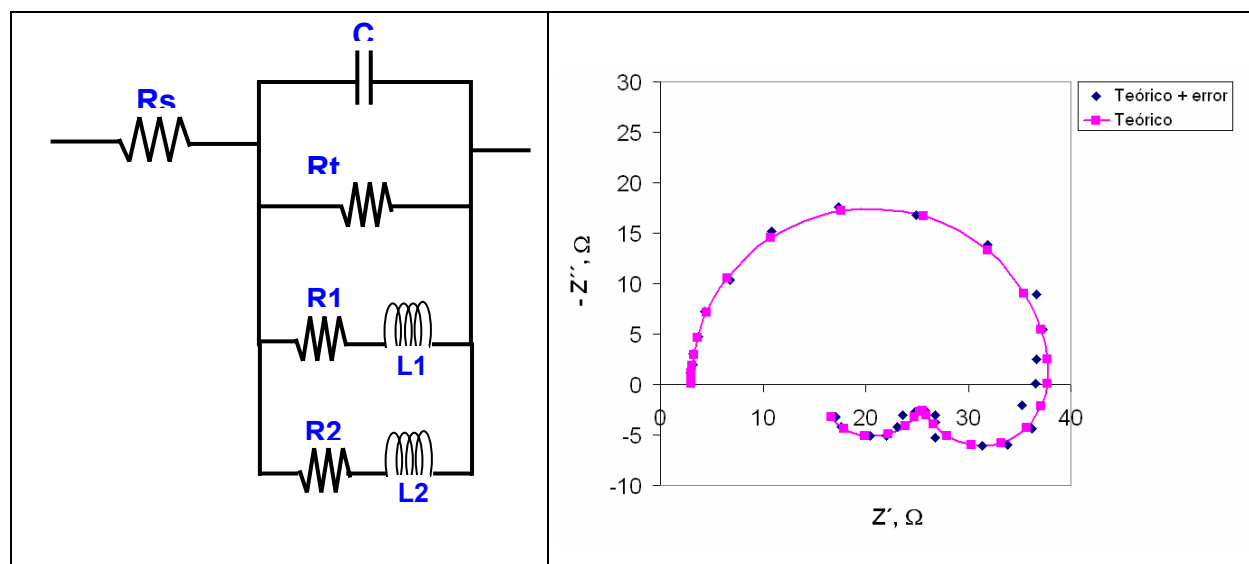 C
Rs
Rt
R1
L1
R2
L2
30
25
20
15
10
5
0
-5
-10
0
10
20
30
40
- Z´´, Ω
Z´, Ω
Teórico + error
Teórico